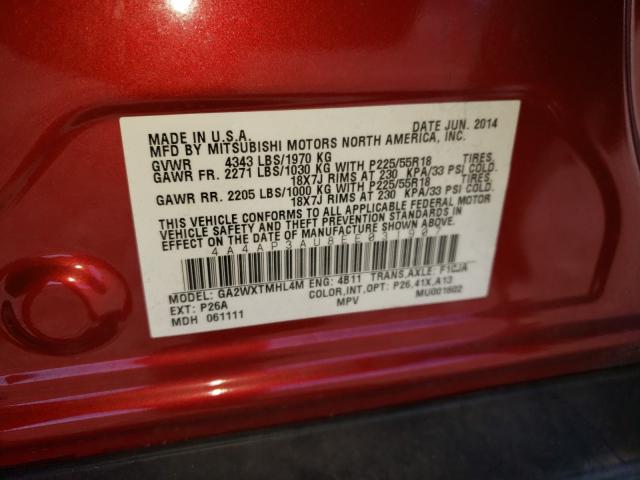 MADE IN U.S.A. DATE JUN. 2014
MFD BY MITSUBISHI MOTORS NORTH AMERICA, INC.
GVWR 4343 LBS/1970 KG
GAWR FR. 2271 LBS/1030 KG WITH P225/55R18 TIRES,
18X7J RIMS AT 230 KPA/33 PSI COLD.
GAWR RR. 2205 LBS/1000 KG WITH P225/55R18 TIRES,
18X7J RIMS AT 230 KPA/33 PSI COLD.
THIS VEHICLE CONFORMS TO ALL APPLICABLE FEDERAL MOTOR
VEHICLE SAFETY AND THEFT PREVENTION STANDARDS IN
EFFECT ON THE DATE OF MANUFACTURE SHOWN ABOVE.
MODEL: GA2WXTMHL4M ENG: 4B11 TRANS,AXLE: F1CJA
EXT: P26A COLOR,INT,OPT: P26,41X,A13
MDH 061111 MPV MU001602